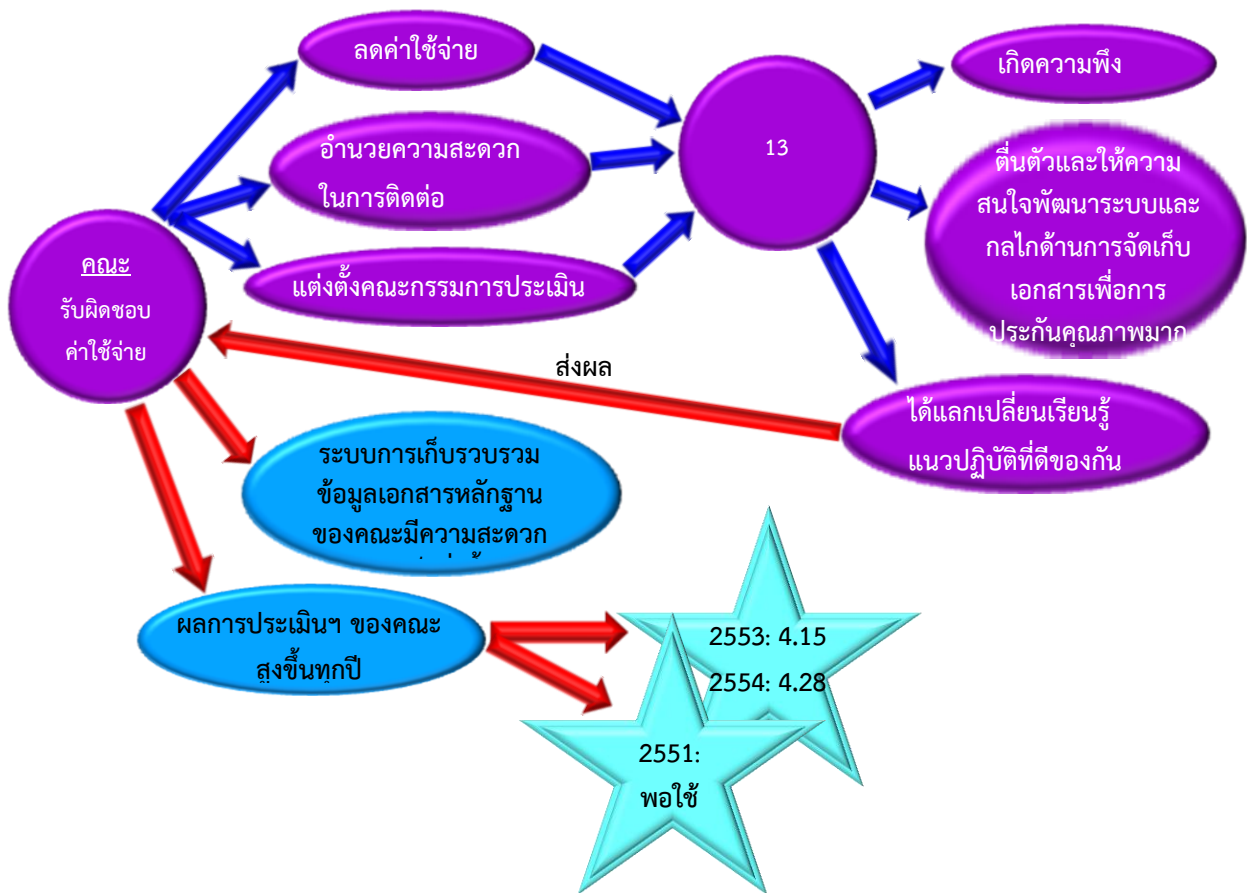 ลดค่าใช้จ่าย
อำนวยความสะดวก
ในการติดต่อ
แต่งตั้งคณะกรรมการประเมิน
คณะ
รับผิดชอบ
ค่าใช้จ่าย
13
เกิดความพึง
ตื่นตัวและให้ความ
สนใจพัฒนาระบบและ
กลไกด้านการจัดเก็บ
เอกสารเพื่อการ
ประกันคุณภาพมาก
ส่งผล
ได้แลกเปลี่ยนเรียนรู้
แนวปฏิบัติที่ดีของกัน
ระบบการเก็บรวบรวม
ข้อมูลเอกสารหลักฐาน
ของคณะมีความสะดวก
ผลการประเมินฯ ของคณะ
สูงขึ้นทุกปี
2553: 4.15
2554: 4.28
2551:
พอใช้